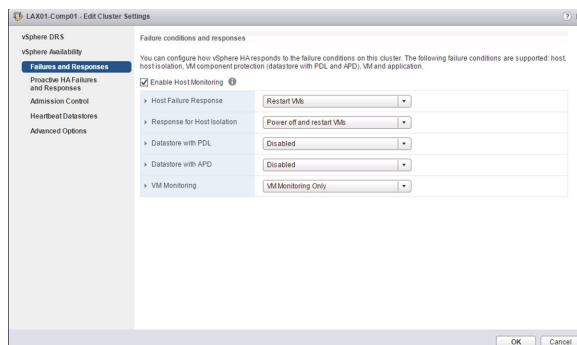 LAX01-Comp01 - Edit Cluster Settings
?
vSphere DRS
vSphere Availability
Failures and Responses
Proactive HA Failures
and Responses
Admission Control
Heartbeat Datastores
Advanced Options
Failure conditions and responses
You can configure how vSphere HA responds to the failure conditions on this cluster. The following failure conditions are supported: host,
host isolation, VM component protection (datastore with PDL and APD), VM and application.
Enable Host Monitoring
Host Failure Response
Restart VMs
Response for Host Isolation
Power off and restart VMs
Datastore with PDL
Disabled
Datastore with APD
Disabled
VM Monitoring
VM Monitoring Only
OK
Cancel